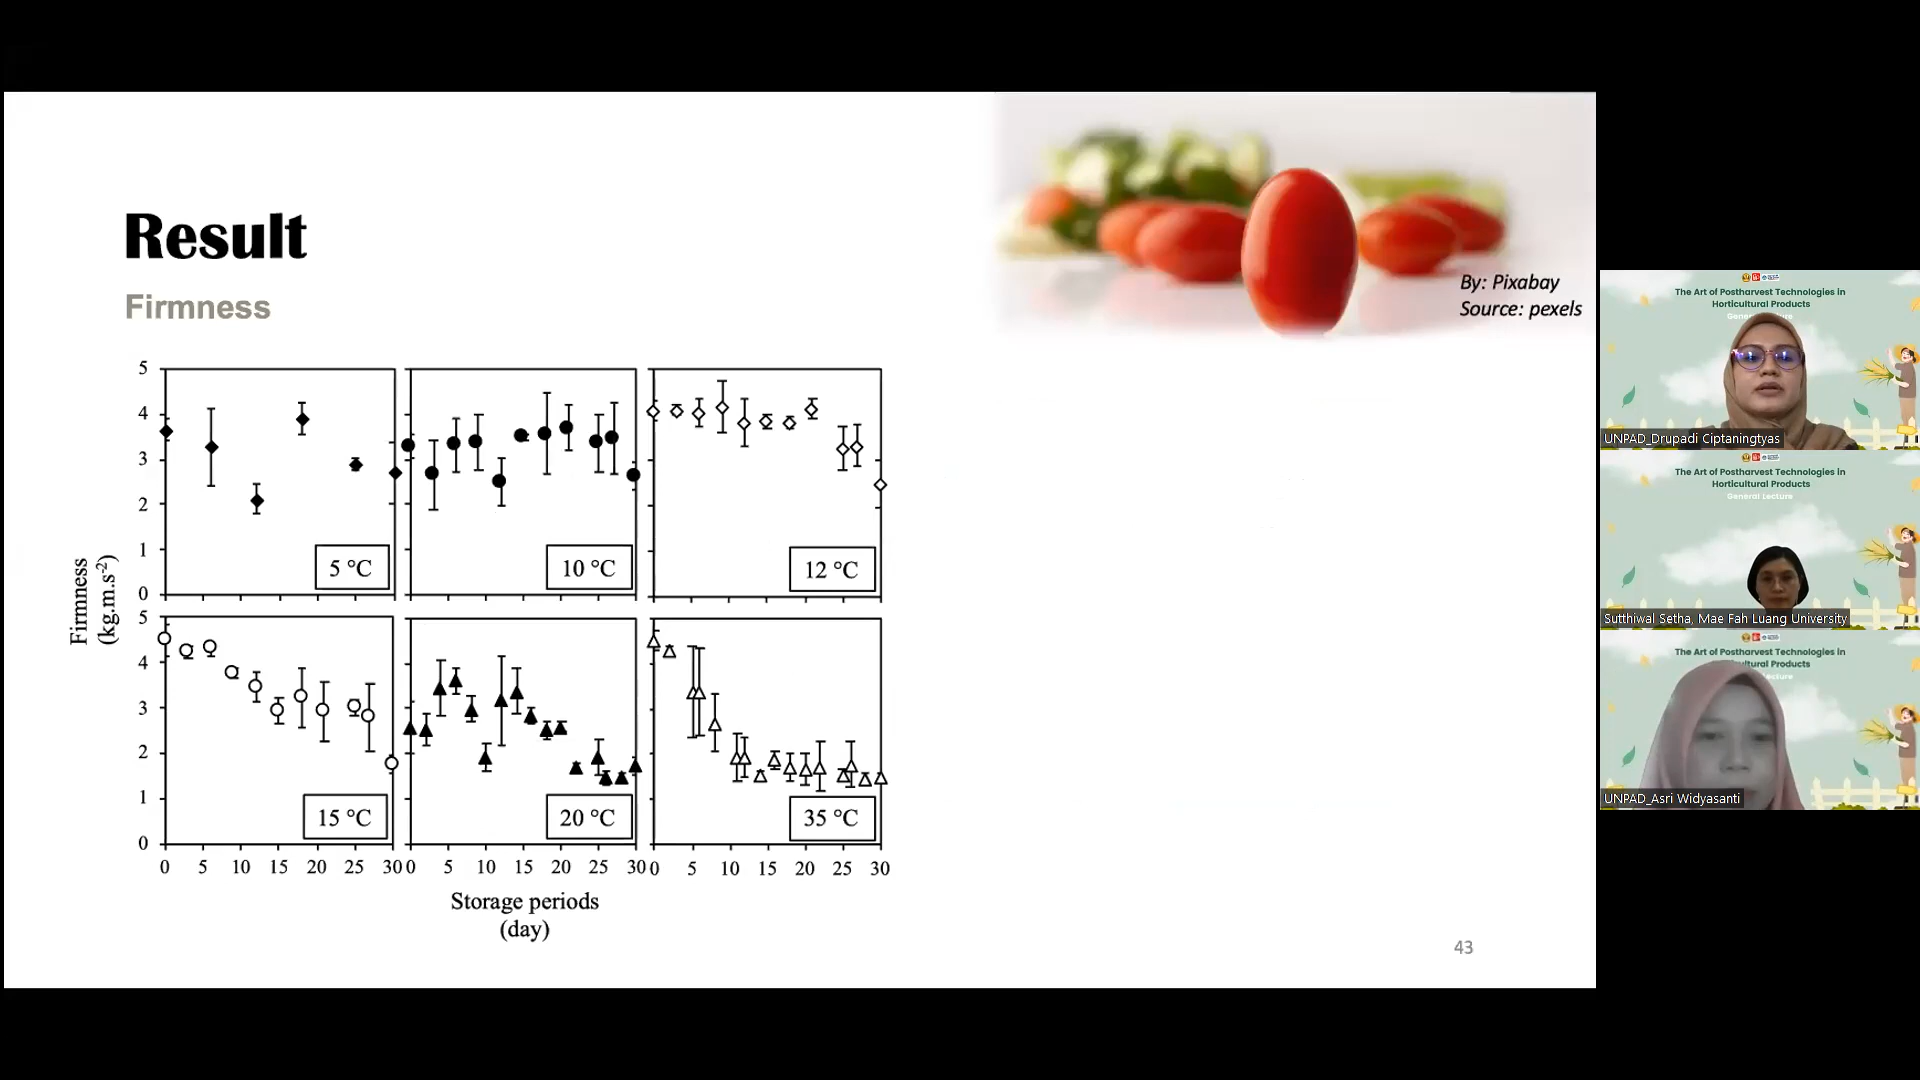 Result
Firmness
By: Pixabay
Source: pexels
Firmness
(kg.m.s-2)
5
4
3
2
1
0
5 °C
10 °C
12 °C
5
4
3
2
1
0
15 °C
20 °C
35 °C
0 5 10 15 20 25 30 0 5 10 15 20 25 30 0 5 10 15 20 25 30
Storage periods
(day)
43
The Art of Postharvest Technologies in
Horticultural Products
UNPAD_Drupadi Ciptaningtyas
The Art of Postharvest Technologies in
Horticultural Products
General Lecture
Sutthiwal Setha, Mae Fah Luang University
The Art of Postharvest Technologies in
Products
UNPAD_Asri Widyasanti